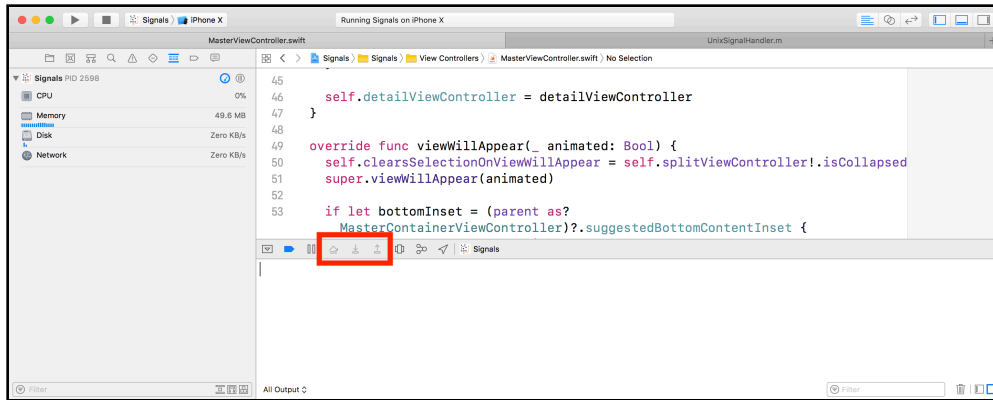 Signals iPhone X Running Signals on iPhone X
MasterViewController.swift UnixSignalHandler.m
Signals Signals View Controllers MasterViewController.swift No Selection
Signals PID 2598
CPU 0%
Memory 49.6 MB
Disk Zero KB/s
Network Zero KB/s
45
46 self.detailViewController = detailViewController
47 }
48
49 override func viewWillAppear(_ animated: Bool) {
50 self.clearsSelectionOnViewWillAppear = self.splitViewController!.isCollapsed
51 super.viewWillAppear(animated)
52
53 if let bottomInset = (parent as?
MasterContainerViewController)?.suggestedBottomContentInset {
Signals
Filter
All Output
Filter